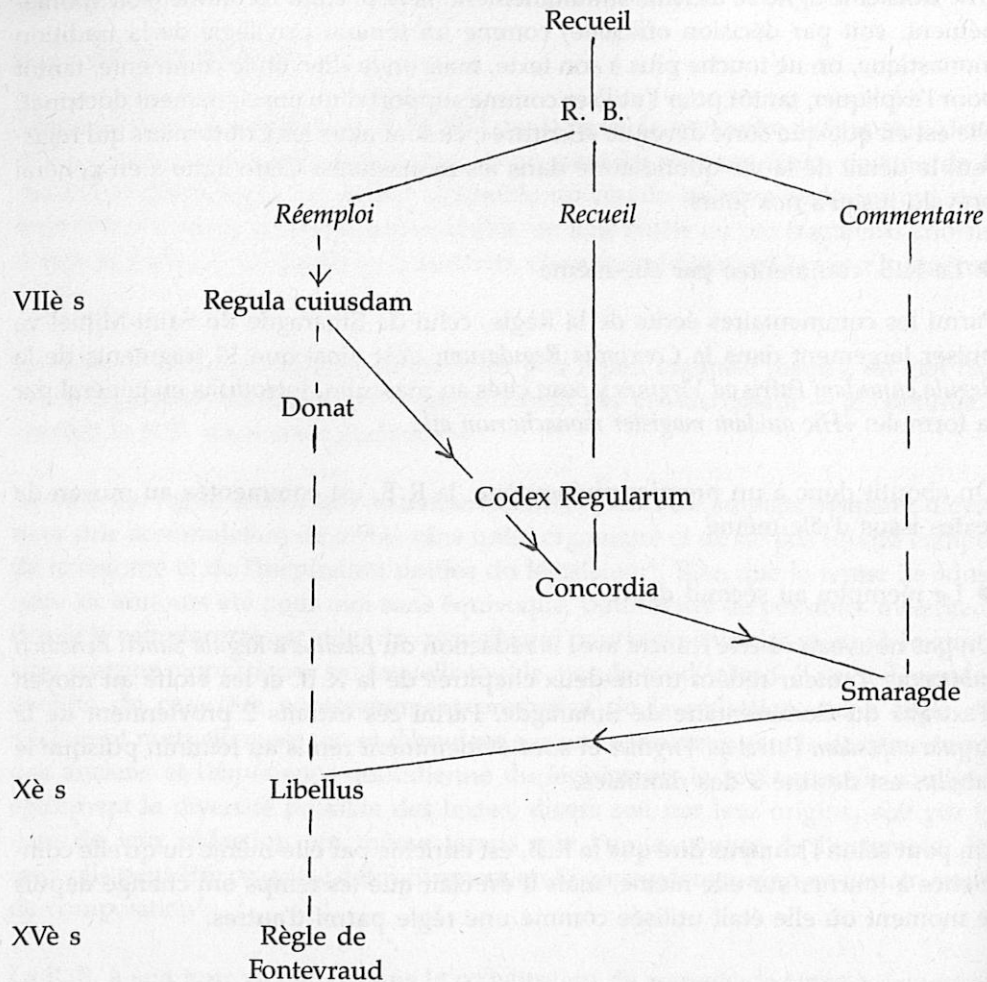 Recueil
R. B.
Réemploi Recueil Commentaire
VIIè s Regula cuiusdam
Donat
Codex Regularum
Concordia
Smaragde
Xè s Libellus
XVè s Règle de
Fontevraud